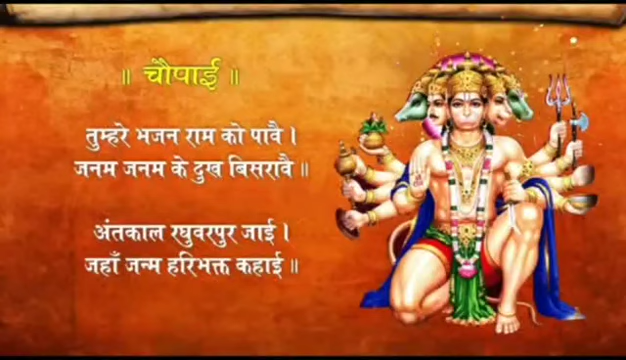 ॥ चौपाई ॥
तुम्हरे भजन राम को पावै ।
जनम जनम के दुख बिसरावै ॥
अंतकाल रघुवरपुर जाई ।
जहाँ जन्म हरिभक्त कहाई ॥